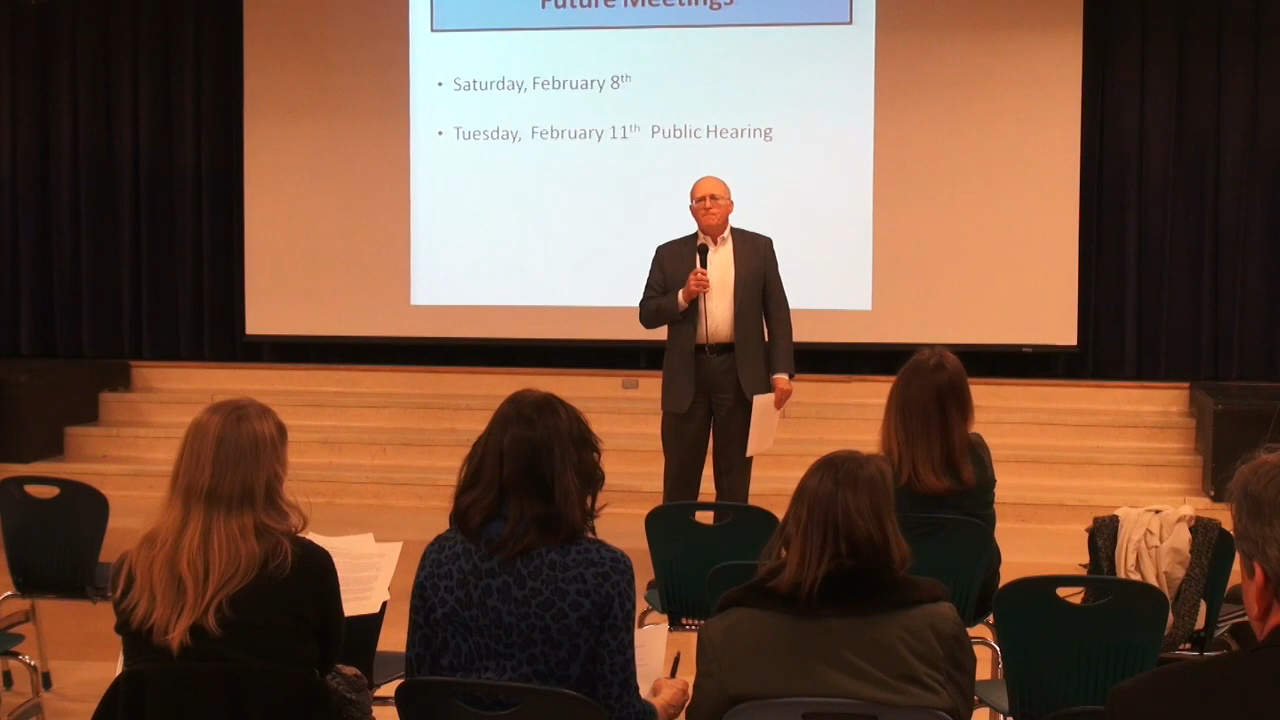 Future Meetings
• Saturday, February 8th
• Tuesday, February 11th Public Hearing